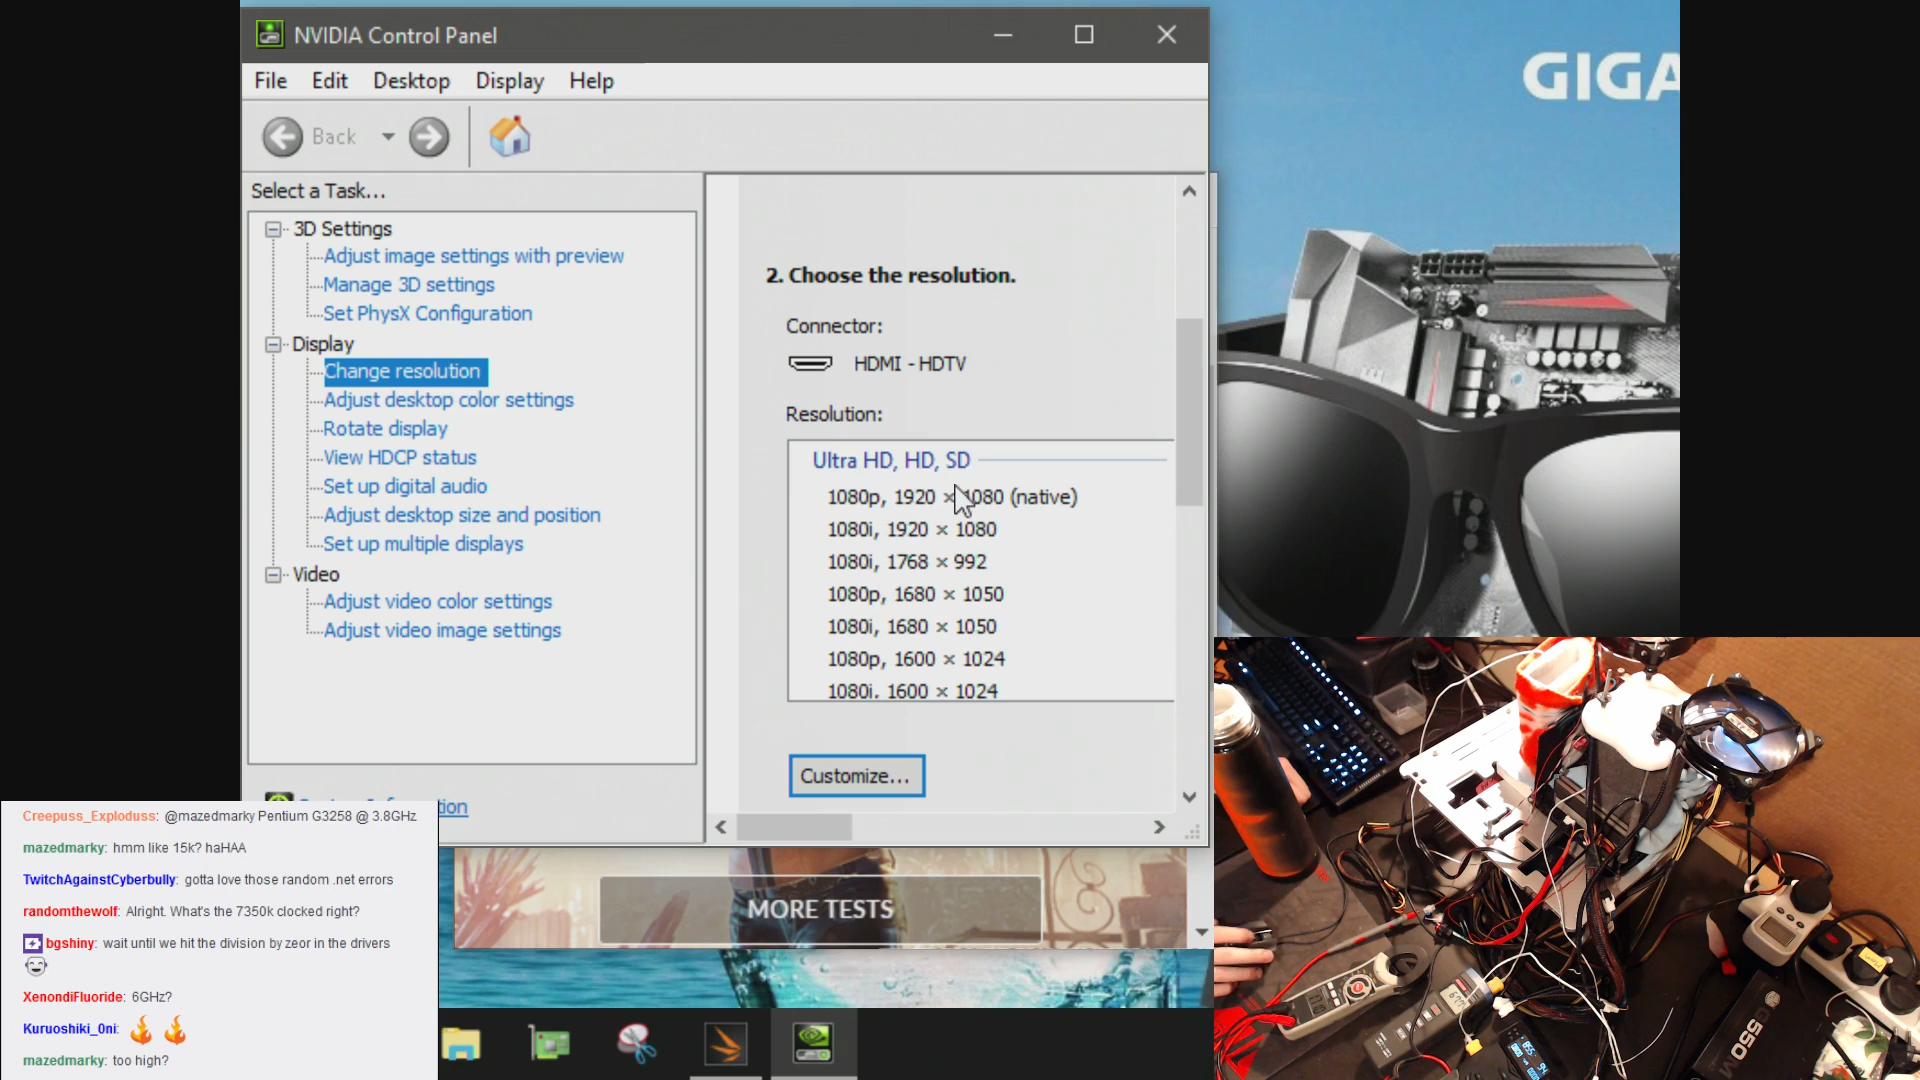 NVIDIA Control Panel
File Edit Desktop Display Help
Back
Select a Task...
3D Settings
Adjust image settings with preview
Manage 3D settings
Set PhysX Configuration
Display
Change resolution
Adjust desktop color settings
Rotate display
View HDCP status
Set up digital audio
Adjust desktop size and position
Set up multiple displays
Video
Adjust video color settings
Adjust video image settings
2. Choose the resolution.
Connector:
HDMI - HDTV
Resolution:
Ultra HD, HD, SD
1080p, 1920 × 1080 (native)
1080i, 1920 × 1080
1080i, 1768 × 992
1080p, 1680 × 1050
1080i, 1680 × 1050
1080p, 1600 × 1024
1080i, 1600 × 1024
Customize...
GIGA
MORE TESTS
Creepuss_Exploduss: @mazedmarky Pentium G3258 @ 3.8GHz
mazedmarky: hmm like 15k? haHAA
TwitchAgainstCyberbully: gotta love those random .net errors
randomthewolf: Alright. What's the 7350k clocked right?
bgshiny: wait until we hit the division by zeor in the drivers
XenondiFluoride: 6GHz?
Kuruoshiki_0ni:
mazedmarky: too high?
550